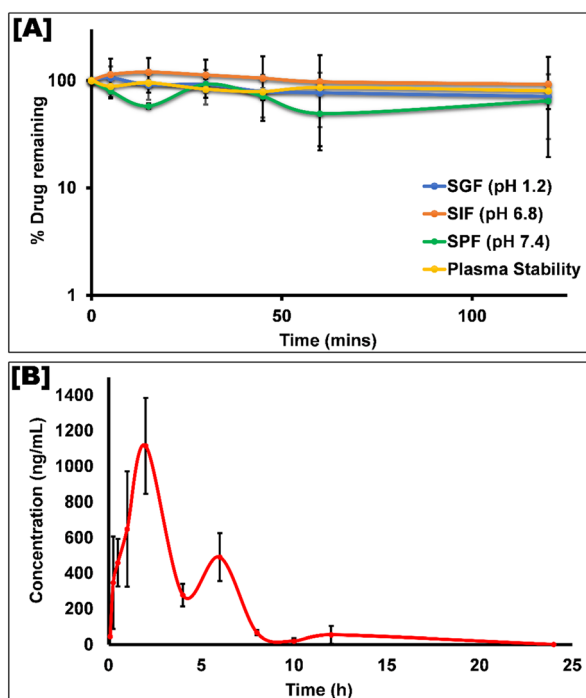 [A]
% Drug remaining
100
10
1
SGF (pH 1.2)
SIF (pH 6.8)
SPF (pH 7.4)
Plasma Stability
0 50 100
Time (mins)
[B]
Concentration (ng/mL)
1400
1200
1000
800
600
400
200
0
0 5 10 15 20 25
Time (h)